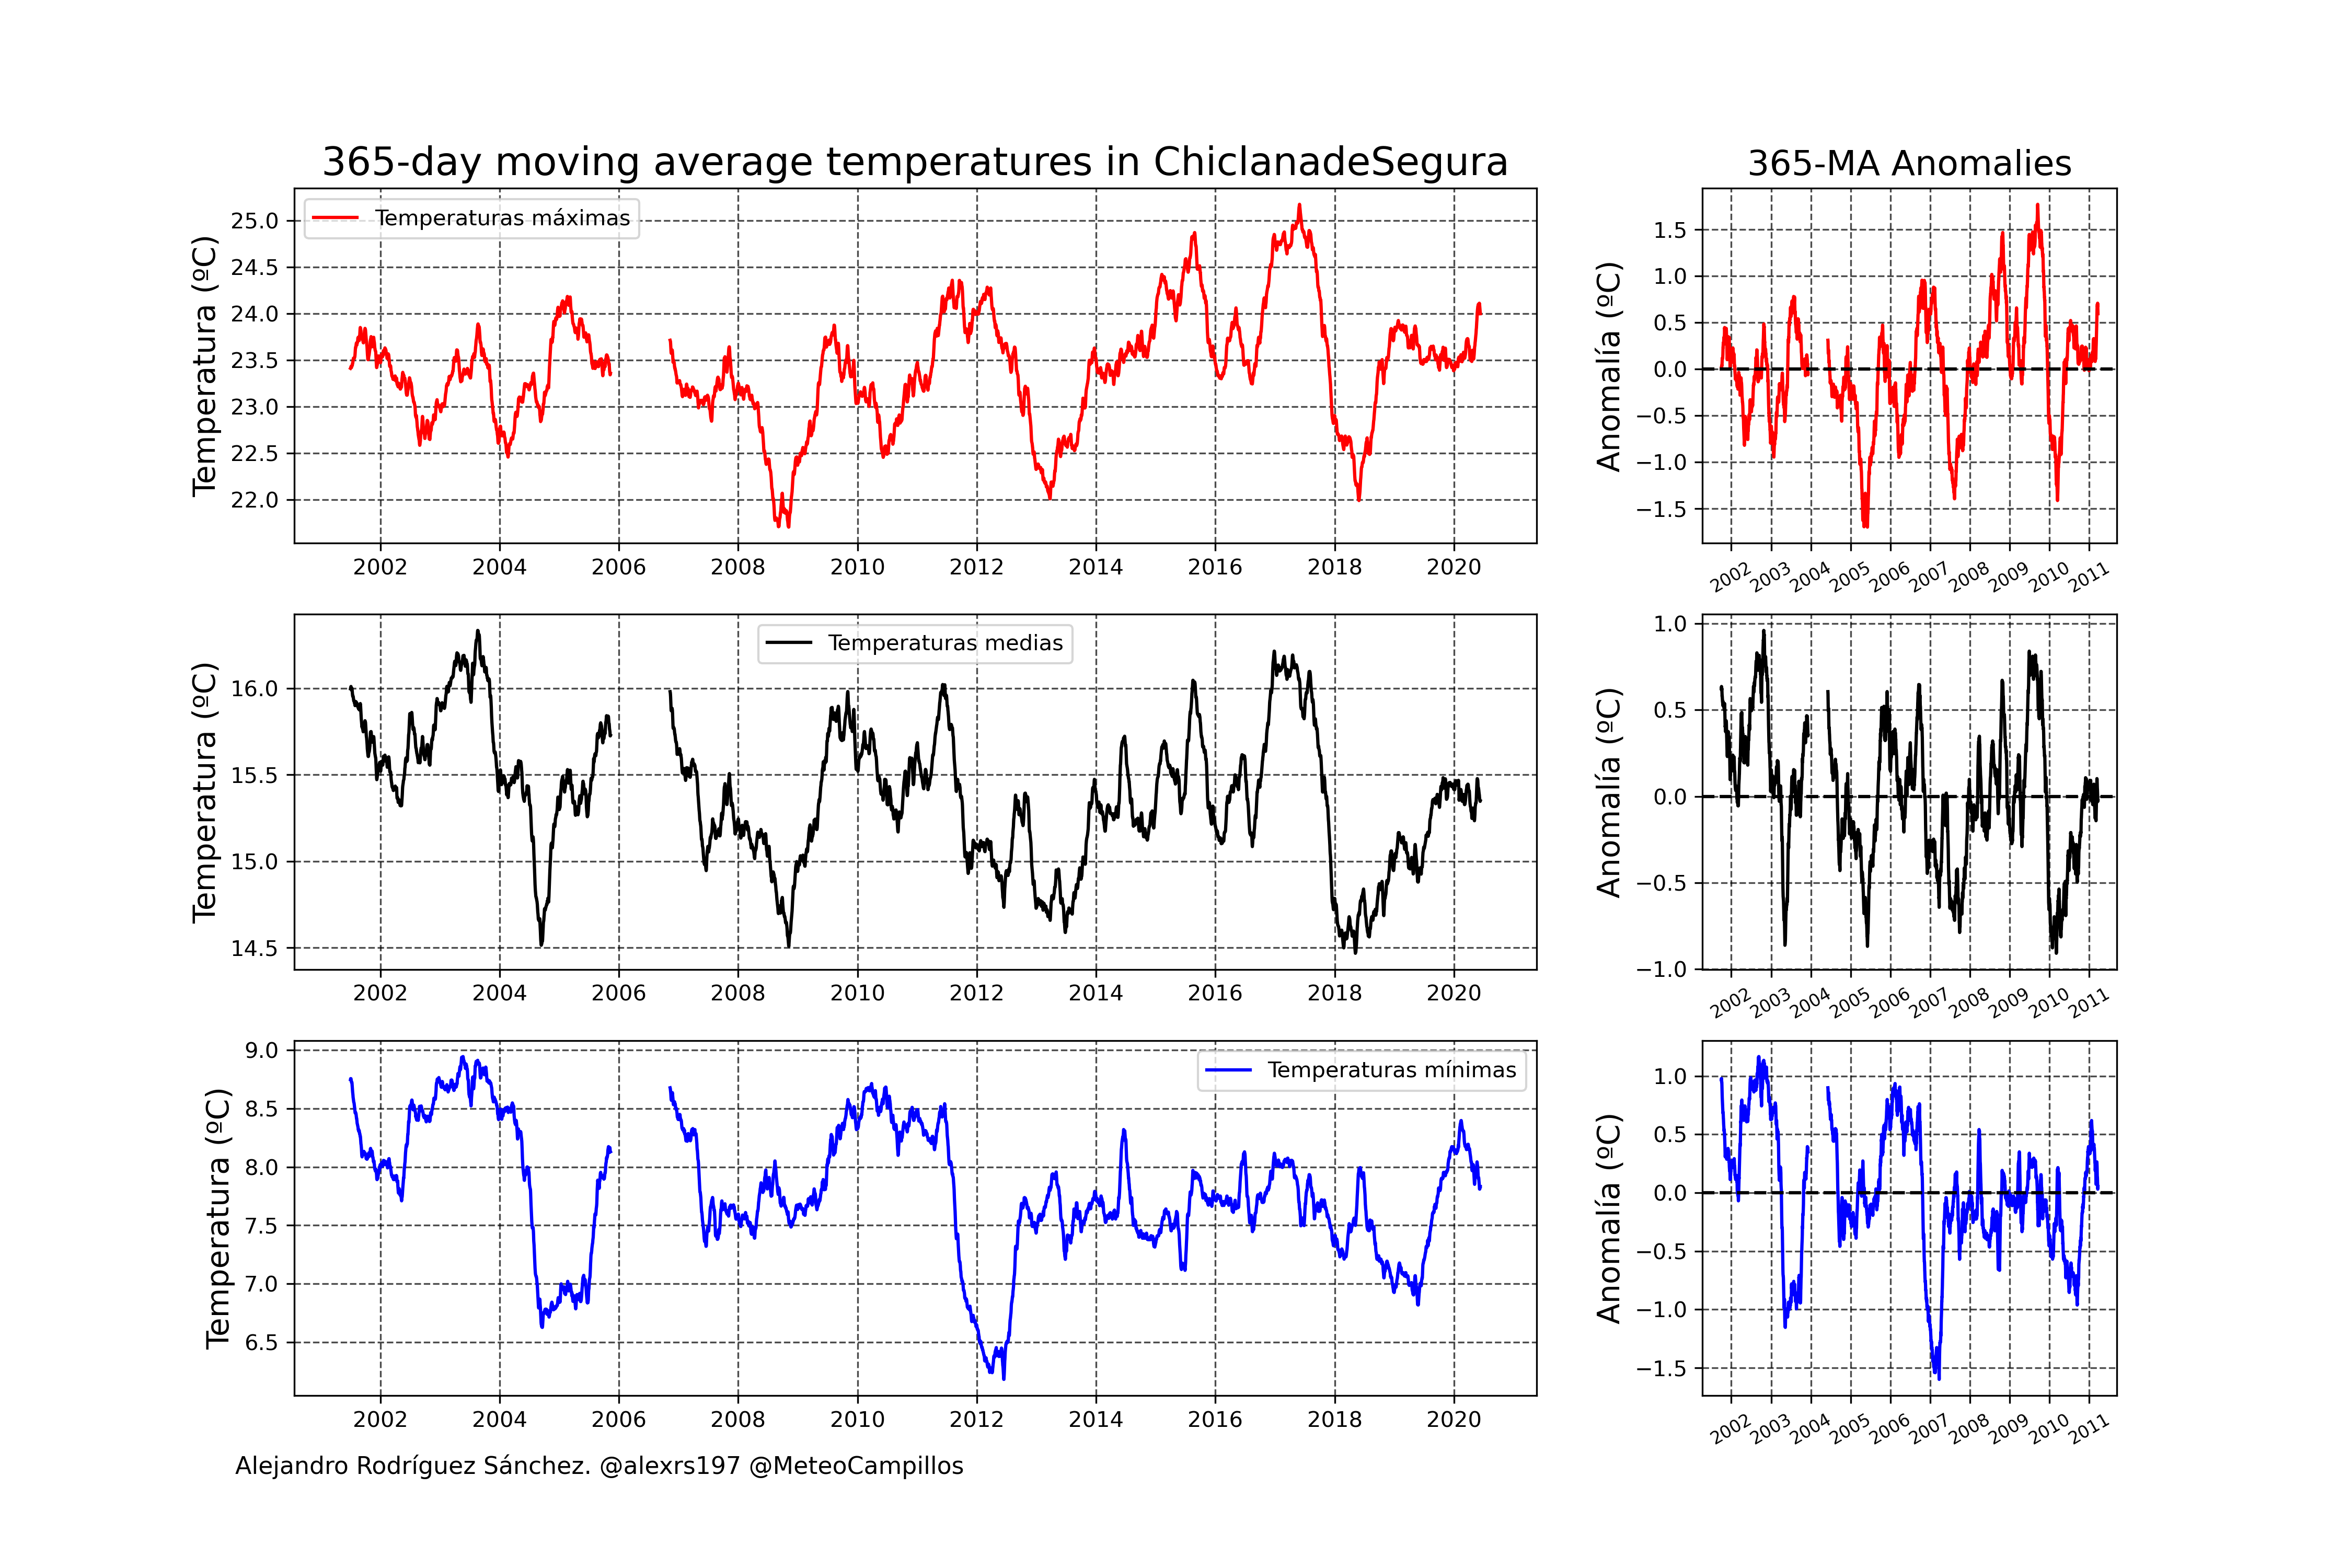 365-day moving average temperatures in ChiclanadeSegura
365-MA Anomalies
Temperatura (ºC)
25.0
24.5
24.0
23.5
23.0
22.5
22.0
Temperaturas máximas
2002 2004 2006 2008 2010 2012 2014 2016 2018 2020
Anomalía (ºC)
1.5
1.0
0.5
0.0
−0.5
−1.0
−1.5
2002 2003 2004 2005 2006 2007 2008 2009 2010 2011
Temperatura (ºC)
16.0
15.5
15.0
14.5
Temperaturas medias
2002 2004 2006 2008 2010 2012 2014 2016 2018 2020
Anomalía (ºC)
1.0
0.5
0.0
−0.5
−1.0
2002 2003 2004 2005 2006 2007 2008 2009 2010 2011
Temperatura (ºC)
9.0
8.5
8.0
7.5
7.0
6.5
Temperaturas mínimas
2002 2004 2006 2008 2010 2012 2014 2016 2018 2020
Anomalía (ºC)
1.0
0.5
0.0
−0.5
−1.0
−1.5
2002 2003 2004 2005 2006 2007 2008 2009 2010 2011
Alejandro Rodríguez Sánchez. @alexrs197 @MeteoCampillos